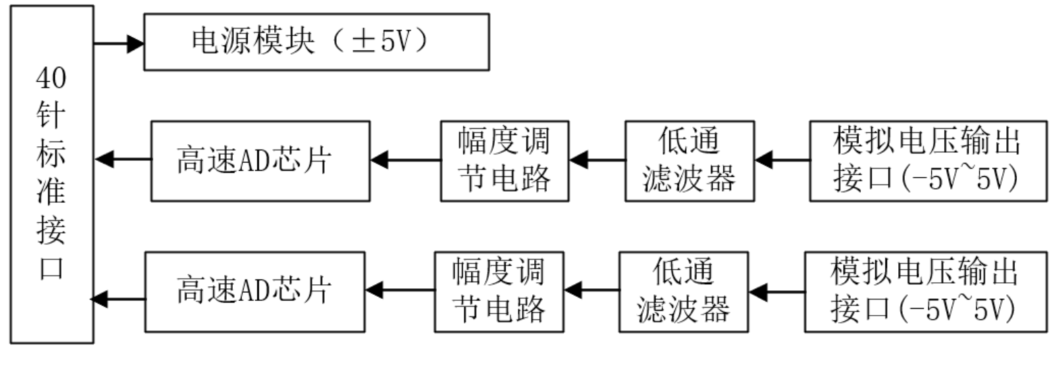 40
针
标
准
接
口
电源模块（±5V）
高速AD芯片
幅度调
节电路
低通
滤波器
模拟电压输出
接口(-5V~5V)
高速AD芯片
幅度调
节电路
低通
滤波器
模拟电压输出
接口(-5V~5V)